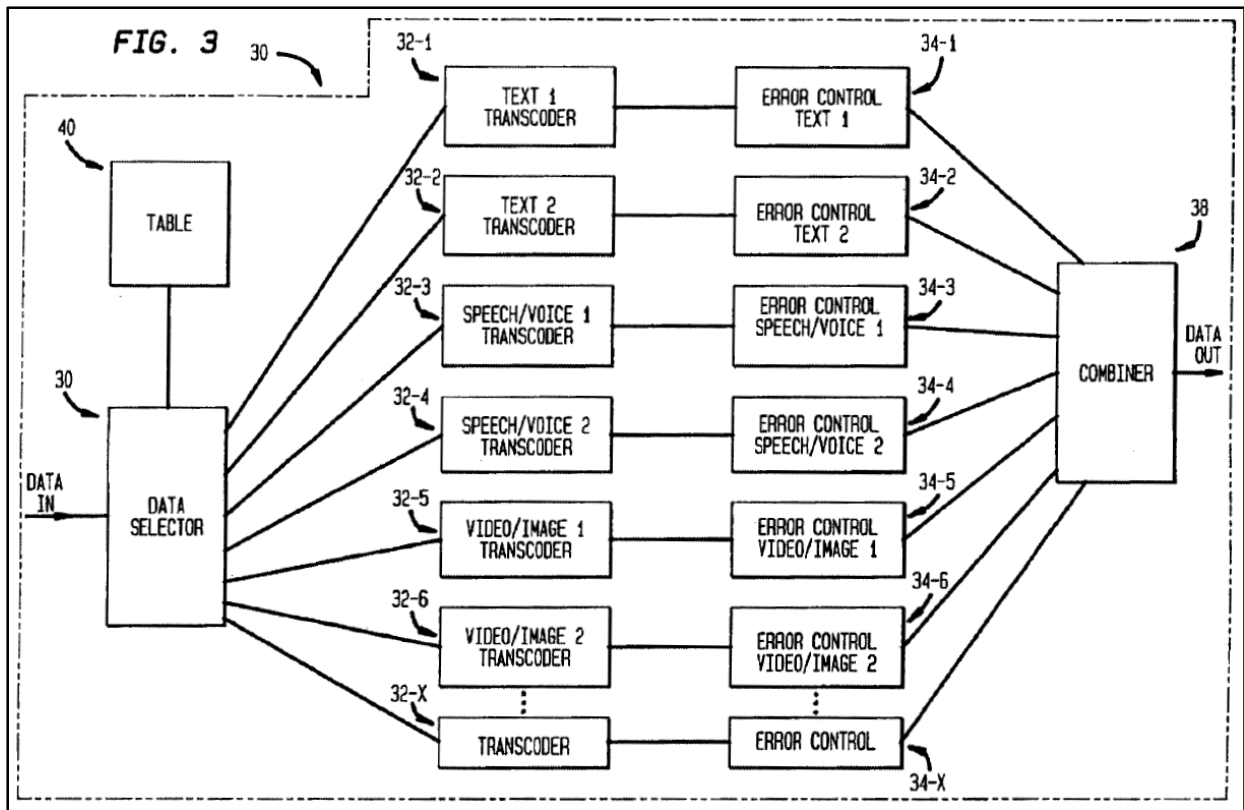 FIG. 3
30
32-1
34-1
TEXT 1
TRANSCODER
ERROR CONTROL
TEXT 1
40
TABLE
32-2
34-2
TEXT 2
TRANSCODER
ERROR CONTROL
TEXT 2
38
32-3
34-3
SPEECH/VOICE 1
TRANSCODER
ERROR CONTROL
SPEECH/VOICE 1
DATA
OUT
COMBINER
30
32-4
34-4
SPEECH/VOICE 2
TRANSCODER
ERROR CONTROL
SPEECH/VOICE 2
DATA
IN
DATA
SELECTOR
32-5
34-5
VIDEO/IMAGE 1
TRANSCODER
ERROR CONTROL
VIDEO/IMAGE 1
32-6
34-6
VIDEO/IMAGE 2
TRANSCODER
ERROR CONTROL
VIDEO/IMAGE 2
32-X
TRANSCODER
ERROR CONTROL
34-X